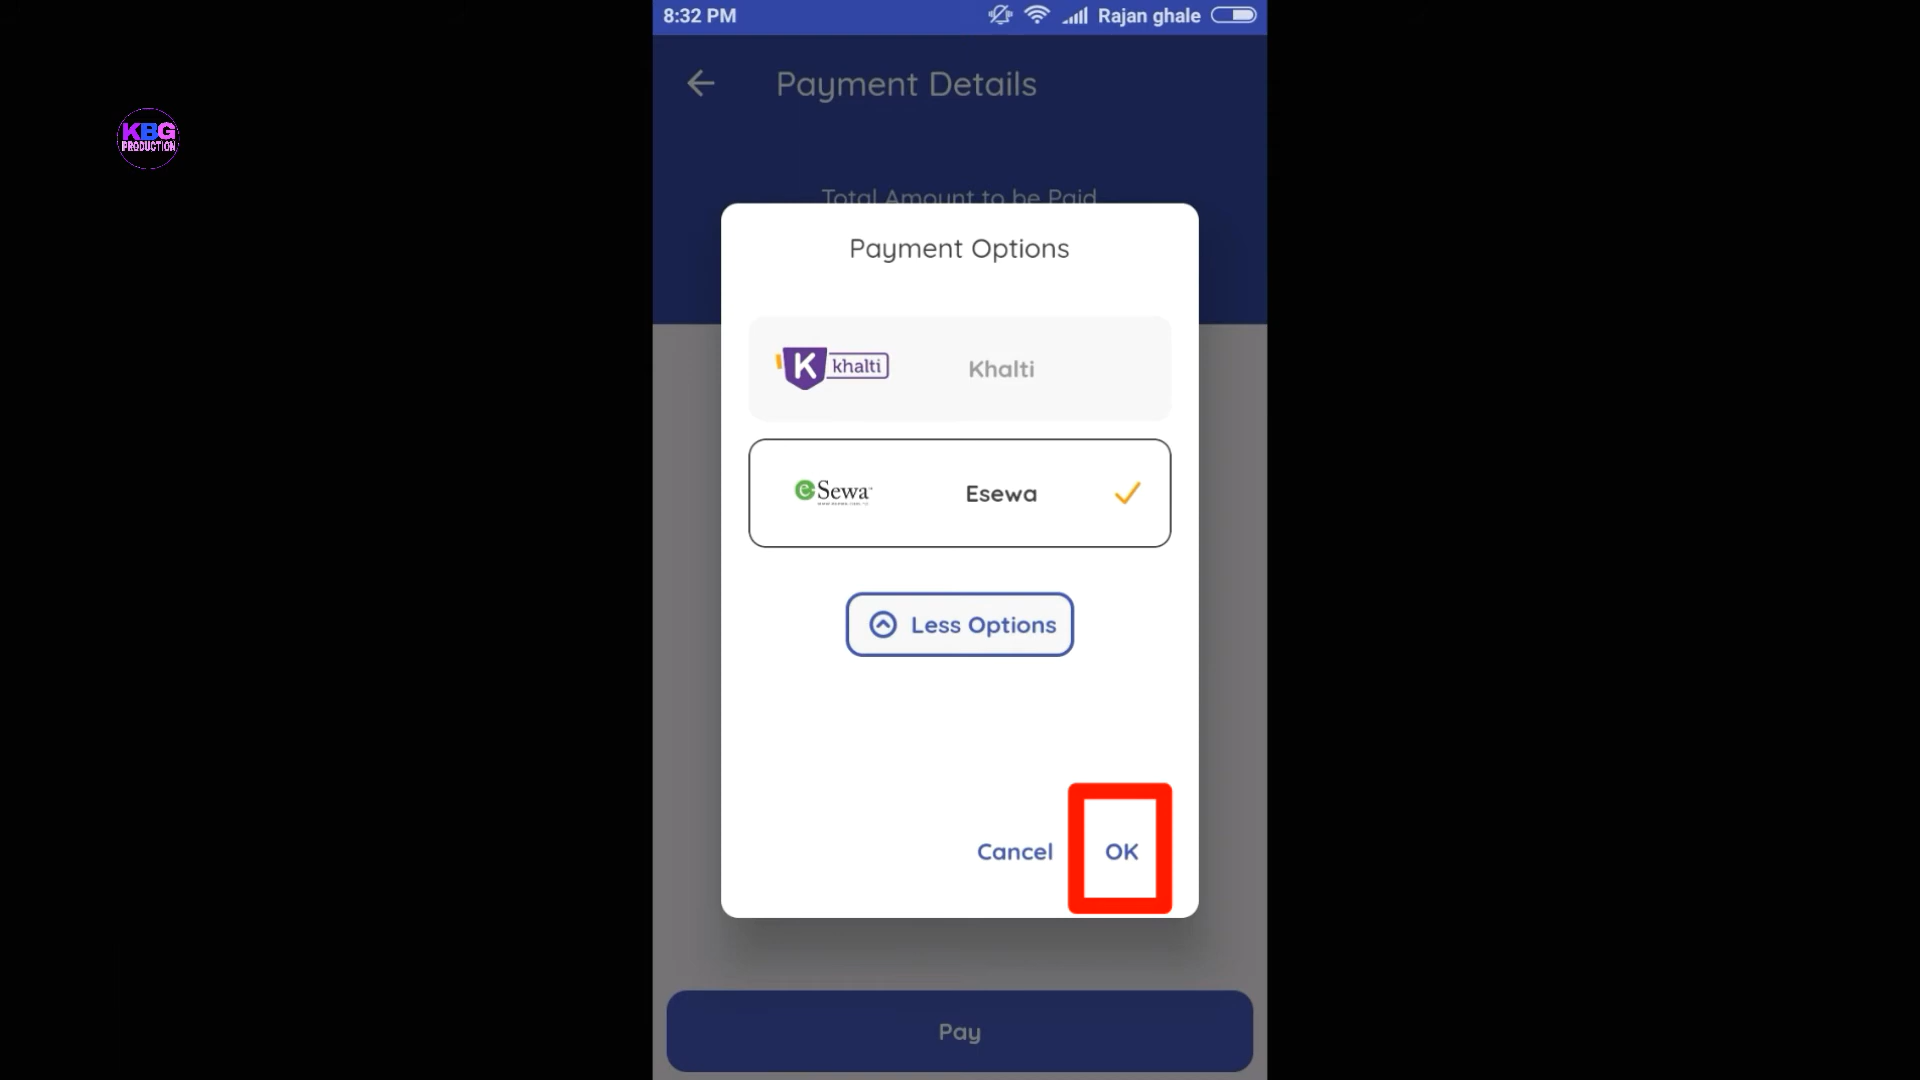 8:32 PM
Rajan ghale
Payment Details
KBG
PRODUCTION
Total Amount to be Paid
Payment Options
K khalti
Khalti
eSewa
Esewa
Less Options
Cancel
OK
Pay